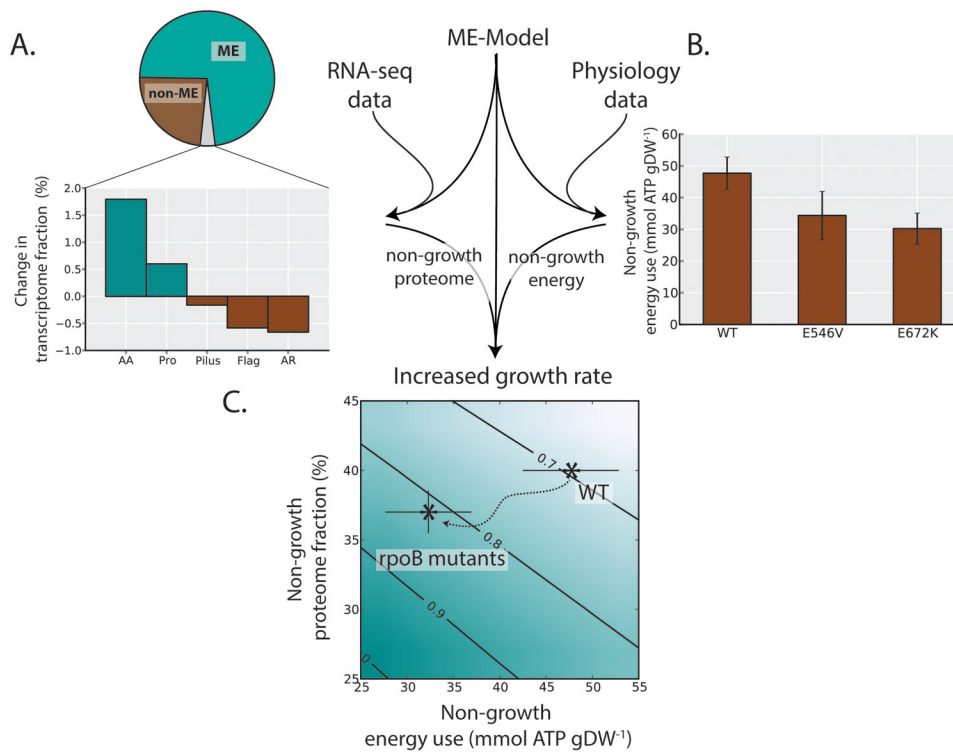 A.
ME
non-ME
Change in
transcriptome fraction (%)
2.0
1.5
1.0
0.5
0.0
−0.5
−1.0
AA Pro Pilus Flag AR
ME-Model
RNA-seq
data
Physiology
data
non-growth
proteome
non-growth
energy
Increased growth rate
B.
Non-growth
energy use (mmol ATP gDW⁻¹)
60
50
40
30
20
10
0
WT E546V E672K
C.
Non-growth
proteome fraction (%)
45
40
35
30
25
0.7
WT
0.8
rpoB mutants
0.9
0
25 30 35 40 45 50 55
Non-growth
energy use (mmol ATP gDW⁻¹)